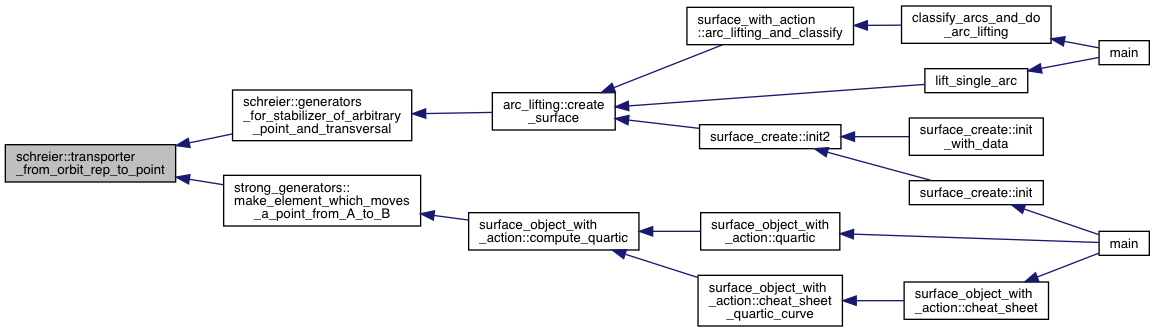 schreier::transporter
_from_orbit_rep_to_point
schreier::generators
_for_stabilizer_of_arbitrary
_point_and_transversal
strong_generators::
make_element_which_moves
_a_point_from_A_to_B
arc_lifting::create
_surface
surface_object_with
_action::compute_quartic
surface_with_action
::arc_lifting_and_classify
surface_create::init2
surface_object_with
_action::quartic
surface_object_with
_action::cheat_sheet
_quartic_curve
classify_arcs_and_do
_arc_lifting
lift_single_arc
surface_create::init
_with_data
surface_create::init
surface_object_with
_action::cheat_sheet
main
main